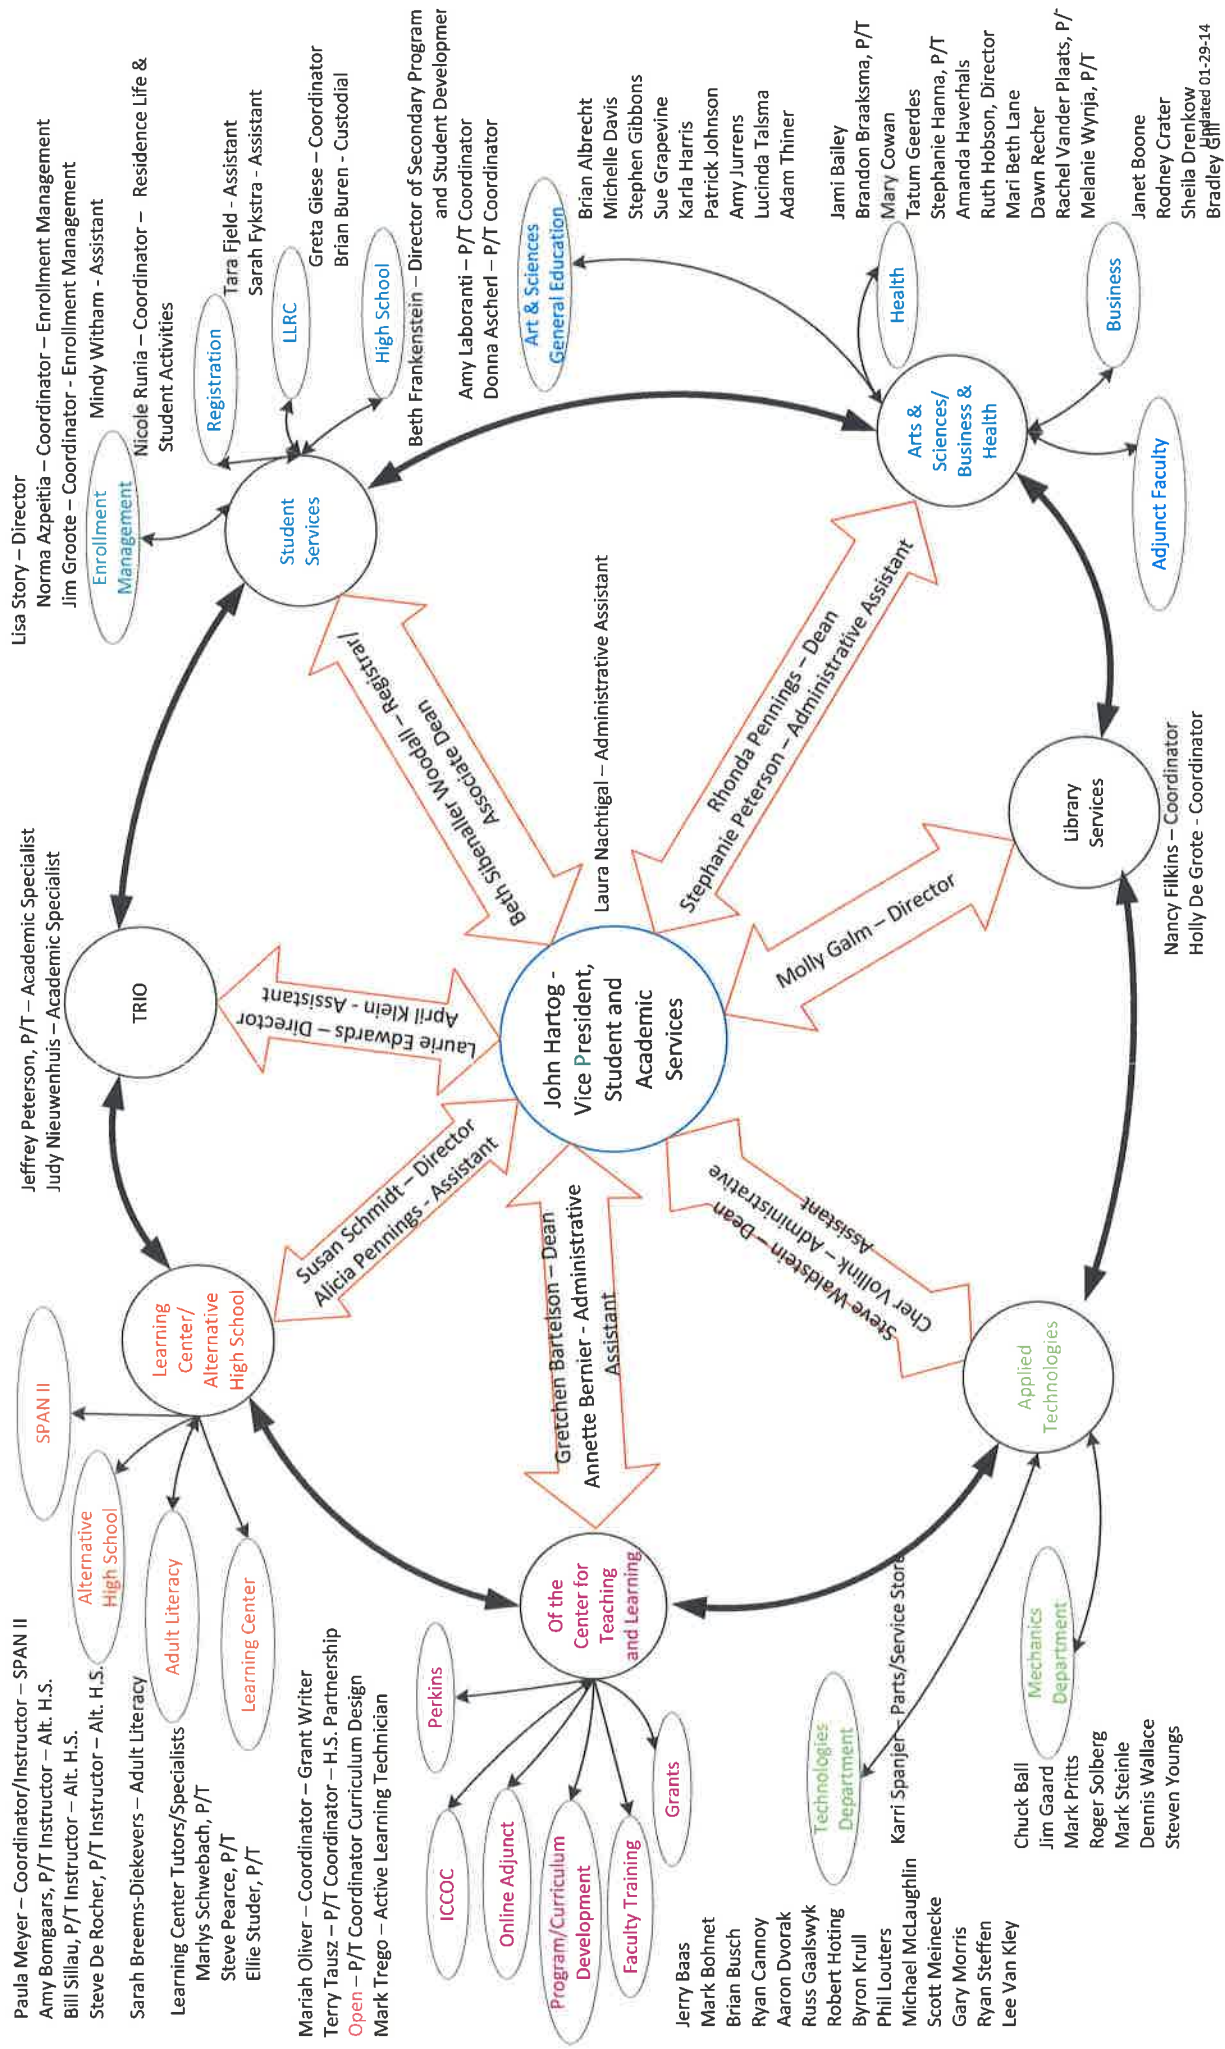 Paula Meyer – Coordinator/Instructor – SPAN II
Amy Bomgaars, P/T Instructor – Alt. H.S.
Bill Sillau, P/T Instructor – Alt. H.S.
Steve De Rocher, P/T Instructor – Alt. H.S.
Sarah Breems-Diekevers – Adult Literacy
Learning Center Tutors/Specialists
Marlys Schwebach, P/T
Steve Pearce, P/T
Ellie Studer, P/T
SPAN II
Alternative
High School
Adult Literacy
Learning Center
Learning
Center/
Alternative
High School
Susan Schmidt – Director
Alicia Pennings - Assistant
Jeffrey Peterson, P/T – Academic Specialist
Judy Nieuwenhuis – Academic Specialist
TRIO
Laurie Edwards – Director
April Klein - Assistant
Lisa Story – Director
Norma Azpeitia – Coordinator – Enrollment Management
Jim Groote – Coordinator - Enrollment Management
Mindy Witham - Assistant
Enrollment
Management
Nicole Runia – Coordinator – Residence Life &
Student Activities
Registration
Tara Fjeld - Assistant
Sarah Fykstra - Assistant
LLRC
Greta Giese – Coordinator
Brian Buren - Custodial
High School
Beth Frankenstein – Director of Secondary Program
and Student Developmer
Amy Laboranti – P/T Coordinator
Donna Ascherl – P/T Coordinator
Student
Services
Beth Sibenaller Woodall – Registrar/
Associate Dean
Mariah Oliver – Coordinator – Grant Writer
Terry Tausz – P/T Coordinator – H.S. Partnership
Open – P/T Coordinator Curriculum Design
Mark Trego – Active Learning Technician
Perkins
ICCOC
Online Adjunct
Program/Curriculum
Development
Faculty Training
Grants
Of the
Center for
Teaching
and Learning
Gretchen Bartelson – Dean
Annette Bernier - Administrative
Assistant
John Hartog -
Vice President,
Student and
Academic
Services
Laura Nachtigal – Administrative Assistant
Art & Sciences
General Education
Brian Albrecht
Michelle Davis
Stephen Gibbons
Sue Grapevine
Karla Harris
Patrick Johnson
Amy Jurrens
Lucinda Talsma
Adam Thiner
Rhonda Pennings – Dean
Stephanie Peterson – Administrative Assistant
Arts &
Sciences/
Business &
Health
Health
Jami Bailey
Brandon Braaksma, P/T
Mary Cowan
Tatum Geerdes
Stephanie Hanna, P/T
Amanda Haverhals
Ruth Hobson, Director
Mari Beth Lane
Dawn Recher
Rachel Vander Plaats, P/
Melanie Wynja, P/T
Business
Janet Boone
Rodney Crater
Sheila Drenkow
Bradley Gill
Adjunct Faculty
Molly Galm – Director
Library
Services
Nancy Filkins – Coordinator
Holly De Grote - Coordinator
Steve Waldstein – Dean
Cher Vollink – Administrative
Assistant
Applied
Technologies
Technologies
Department
Karri Spanjer – Parts/Service Store
Mechanics
Department
Jerry Baas
Mark Bohnet
Brian Busch
Ryan Cannoy
Aaron Dvorak
Russ Gaalswyk
Robert Hoting
Byron Krull
Phil Louters
Michael McLaughlin
Scott Meinecke
Gary Morris
Ryan Steffen
Lee Van Kley
Chuck Ball
Jim Gaard
Mark Pritts
Roger Solberg
Mark Steinle
Dennis Wallace
Steven Youngs
Updated 01-29-14